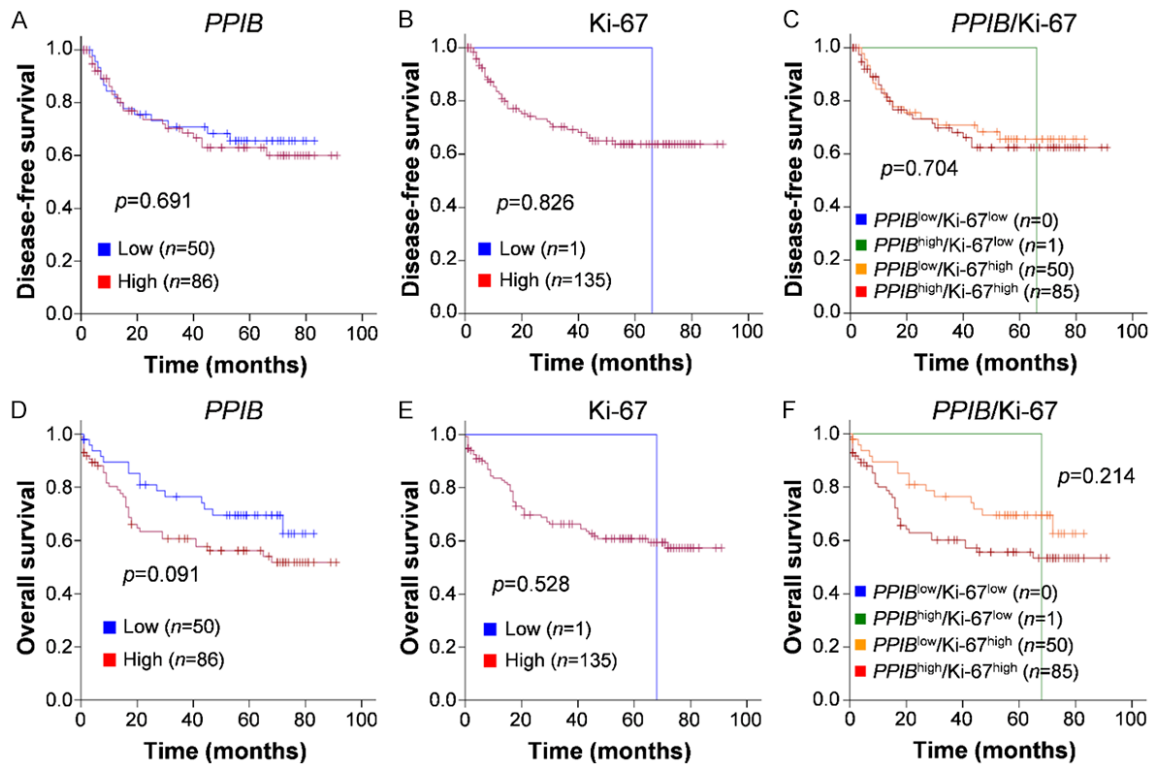 A
PPIB
Disease-free survival
1.0
0.8
0.6
0.4
0.2
0.0
p=0.691
Low (n=50)
High (n=86)
0 20 40 60 80 100
Time (months)
B
Ki-67
Disease-free survival
1.0
0.8
0.6
0.4
0.2
0.0
p=0.826
Low (n=1)
High (n=135)
0 20 40 60 80 100
Time (months)
C
PPIB/Ki-67
Disease-free survival
1.0
0.8
0.6
0.4
0.2
0.0
p=0.704
PPIBlow/Ki-67low (n=0)
PPIBhigh/Ki-67low (n=1)
PPIBlow/Ki-67high (n=50)
PPIBhigh/Ki-67high (n=85)
0 20 40 60 80 100
Time (months)
D
PPIB
Overall survival
1.0
0.8
0.6
0.4
0.2
0.0
p=0.091
Low (n=50)
High (n=86)
0 20 40 60 80 100
Time (months)
E
Ki-67
Overall survival
1.0
0.8
0.6
0.4
0.2
0.0
p=0.528
Low (n=1)
High (n=135)
0 20 40 60 80 100
Time (months)
F
PPIB/Ki-67
Overall survival
1.0
0.8
0.6
0.4
0.2
0.0
p=0.214
PPIBlow/Ki-67low (n=0)
PPIBhigh/Ki-67low (n=1)
PPIBlow/Ki-67high (n=50)
PPIBhigh/Ki-67high (n=85)
0 20 40 60 80 100
Time (months)